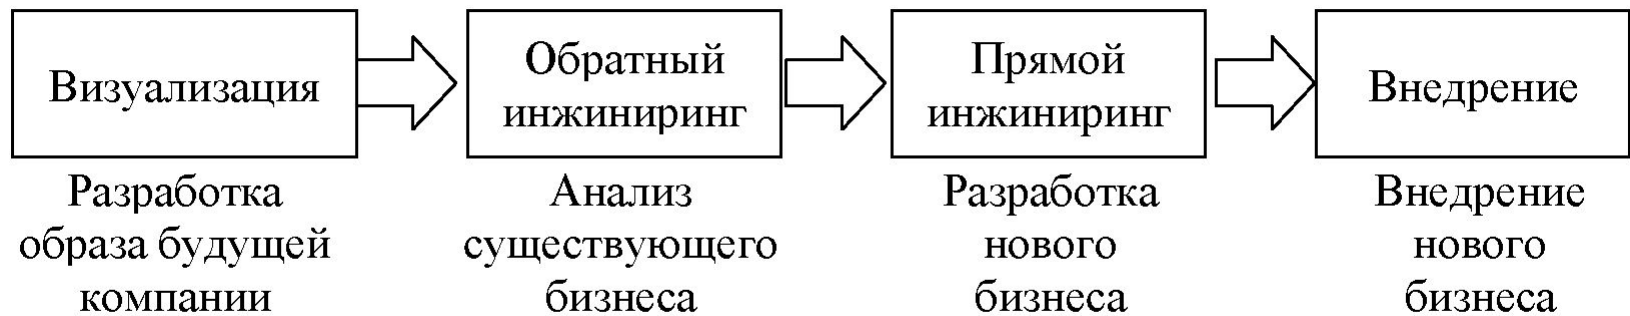 Визуализация
Обратный
инжиниринг
Прямой
инжиниринг
Внедрение
Разработка
образа будущей
компании
Анализ
существующего
бизнеса
Разработка
нового
бизнеса
Внедрение
нового
бизнеса